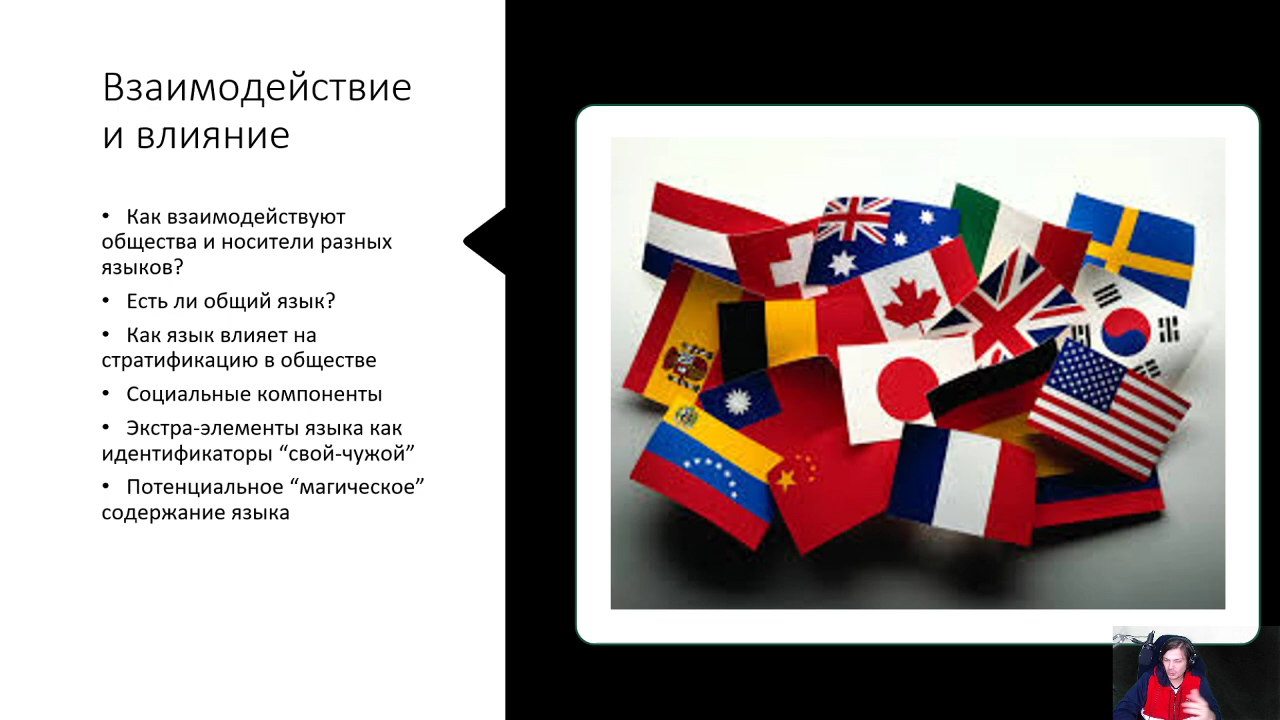 Взаимодействие
и влияние
• Как взаимодействуют
общества и носители разных
языков?
• Есть ли общий язык?
• Как язык влияет на
стратификацию в обществе
• Социальные компоненты
• Экстра-элементы языка как
идентификаторы “свой-чужой”
• Потенциальное “магическое”
содержание языка